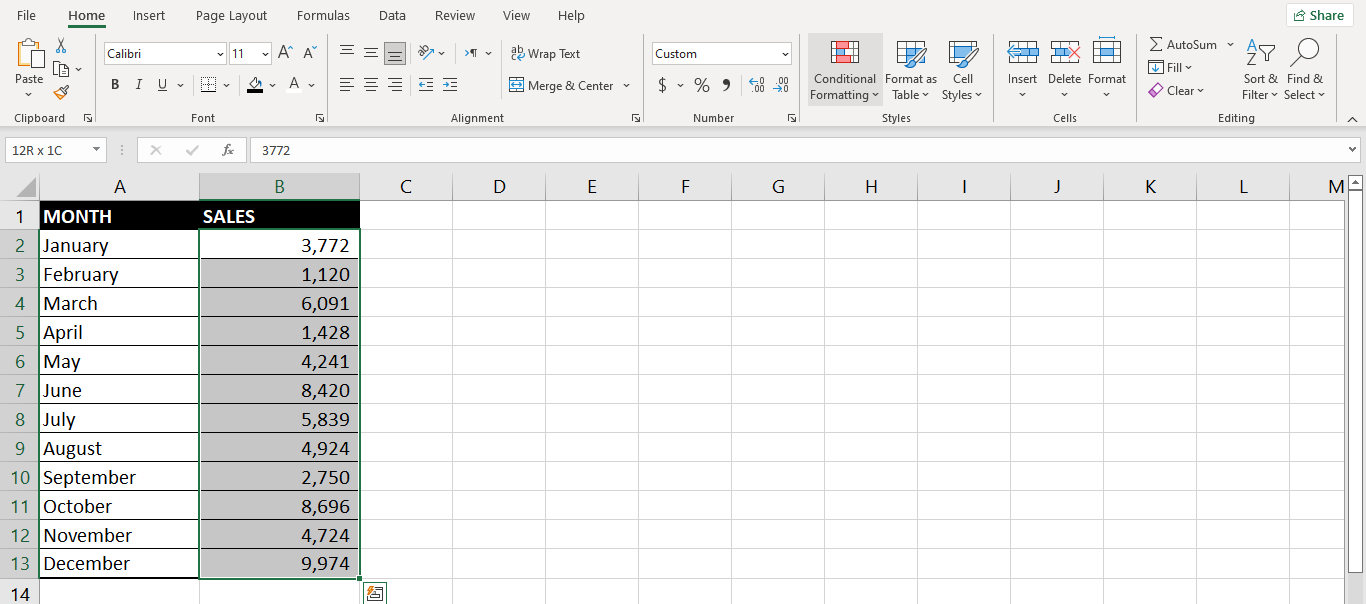 File Home Insert Page Layout Formulas Data Review View Help Share
Calibri 11 A A ab Wrap Text Custom
Paste B I U A Merge & Center $ % 9 .00 .00 Conditional Formatting Format as Table Cell Styles Insert Delete Format AutoSum Fill Clear Sort & Filter Find & Select
Clipboard Font Alignment Number Styles Cells Editing
12R x 1C fx 3772
A B C D E F G H I J K L M
1 MONTH SALES
2 January 3,772
3 February 1,120
4 March 6,091
5 April 1,428
6 May 4,241
7 June 8,420
8 July 5,839
9 August 4,924
10 September 2,750
11 October 8,696
12 November 4,724
13 December 9,974
14